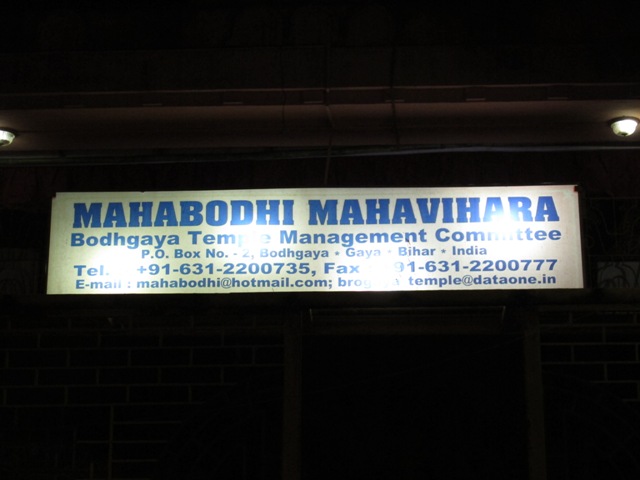 MAHABODHI MAHAVIHARA
Bodhgaya Temple Management Committee
P.O. Box No. - 2, Bodhgaya * Gaya * Bihar * India
Tel. : +91-631-2200735, Fax : +91-631-2200777
E-mail : mahabodhi@hotmail.com;